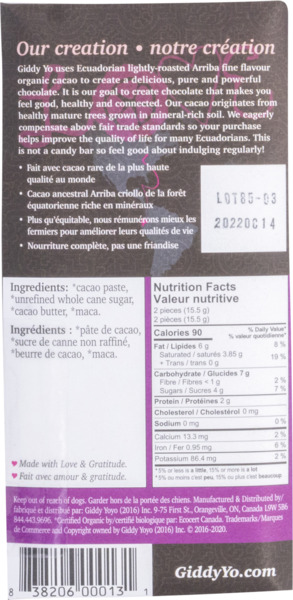 Our creation • notre création
Giddy Yo uses Ecuadorian lightly-roasted Arriba fine flavour
organic cacao to create a delicious, pure and powerful
chocolate. It is our goal to create chocolate that makes you
feel good, healthy and connected. Our cacao originates from
healthy mature trees grown in mineral-rich soil. We eagerly
compensate above fair trade standards so your purchase
helps improve the quality of life for many Ecuadorians. This
is not a candy bar so feel good about indulging regularly!
• Fait avec cacao rare de la plus haute
qualité au monde
• Cacao ancestral Arriba criollo de la forêt
équatorienne riche en minéraux
• Plus qu'équitable, nous rémunérons mieux les
fermiers pour améliorer leurs qualités de vie
• Nourriture complète, pas une friandise
LOT85-03
20220C14
Ingredients: *cacao paste,
*unrefined whole cane sugar,
*cacao butter, *maca.
Ingrédients : *pâte de cacao,
*sucre de canne non raffiné,
*beurre de cacao, *maca.
Nutrition Facts
Valeur nutritive
2 pieces (15.5 g)
2 pièces (15.5 g)
Calories 90
% Daily Value*
% valeur quotidienne*
Fat / Lipides 6 g 8 %
Saturated / saturés 3.85 g
+ Trans / trans 0 g 19 %
Carbohydrate / Glucides 7 g
Fibre / Fibres < 1 g 2 %
Sugars / Sucres 4 g 7 %
Protein / Protéines 2 g
Cholesterol / Cholestérol 0 mg
Sodium 0 mg 0 %
Calcium 13.3 mg 2 %
Iron / Fer 0.95 mg 6 %
Potassium 86.4 mg 2 %
*5% or less is a little, 15% or more is a lot
*5% ou moins c'est peu, 15% ou plus c'est beaucoup
♥ Made with Love & Gratitude.
♥ Fait avec amour & gratitude.
Keep out of reach of dogs. Garder hors de la portée des chiens. Manufactured & Distributed by/
fabriqué et distribué par: Giddy Yoyo (2016) Inc. 9-75 First St., Orangeville, ON, Canada L9W 5B6
844.443.9696. *Certified Organic by/certifié biologique par: Ecocert Canada. Trademarks/Marques
de Commerce and Copyright owned by Giddy Yoyo (2016) Inc. © 2016-2020.
8 38206 00013 1
GiddyYo.com